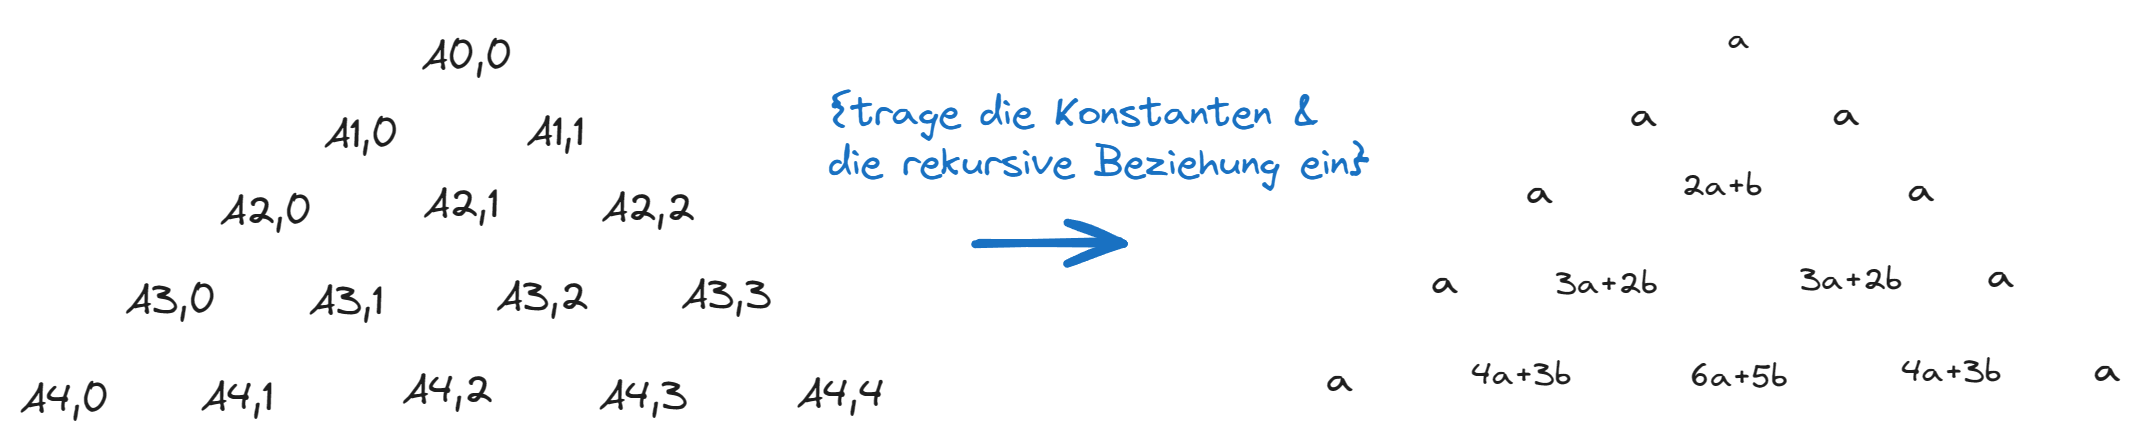 A0,0
A1,0 A1,1
A2,0 A2,1 A2,2
A3,0 A3,1 A3,2 A3,3
A4,0 A4,1 A4,2 A4,3 A4,4
{trage die Konstanten &
die rekursive Beziehung ein}
a
a a
a 2a+b a
a 3a+2b 3a+2b a
a 4a+3b 6a+5b 4a+3b a